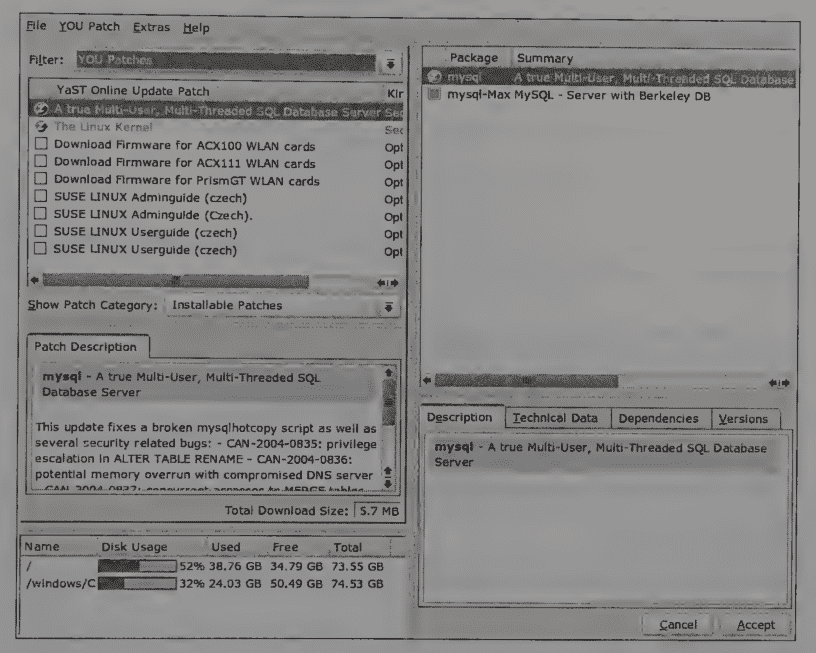 File YOU Patch Extras Help
Filter: YOU Patches
YaST Online Update Patch Kir
A true Multi-User, Multi-Threaded SQL Database Server Sec
The Linux Kernel Sec
Download Firmware for ACX100 WLAN cards Opt
Download Firmware for ACX111 WLAN cards Opt
Download Firmware for PrismGT WLAN cards Opt
SUSE LINUX Adminguide (czech) Opt
SUSE LINUX Adminguide (Czech). Opt
SUSE LINUX Userguide (czech) Opt
SUSE LINUX Userguide (czech) Opt
Show Patch Category: Installable Patches
Patch Description
mysql - A true Multi-User, Multi-Threaded SQL
Database Server
This update fixes a broken mysqlhotcopy script as well as
several security related bugs: - CAN-2004-0835: privilege
escalation in ALTER TABLE RENAME - CAN-2004-0836:
potential memory overrun with compromised DNS server
- CAN-2004-0837: concurrent accesses to MERGE tables
Total Download Size: 5.7 MB
Name Disk Usage Used Free Total
/ 52% 38.76 GB 34.79 GB 73.55 GB
/windows/C 32% 24.03 GB 50.49 GB 74.53 GB
Package Summary
mysql A true Multi-User, Multi-Threaded SQL Database
mysql-Max MySQL - Server with Berkeley DB
Description Technical Data Dependencies Versions
mysql - A true Multi-User, Multi-Threaded SQL Database
Server
Cancel Accept